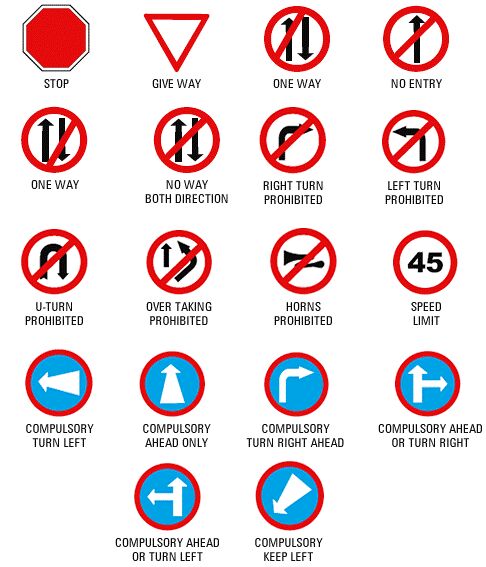 STOP
GIVE WAY
ONE WAY
NO ENTRY
ONE WAY
NO WAY
BOTH DIRECTION
RIGHT TURN
PROHIBITED
LEFT TURN
PROHIBITED
U-TURN
PROHIBITED
OVER TAKING
PROHIBITED
HORNS
PROHIBITED
45
SPEED
LIMIT
COMPULSORY
TURN LEFT
COMPULSORY
AHEAD ONLY
COMPULSORY
TURN RIGHT AHEAD
COMPULSORY AHEAD
OR TURN RIGHT
COMPULSORY AHEAD
OR TURN LEFT
COMPULSORY
KEEP LEFT